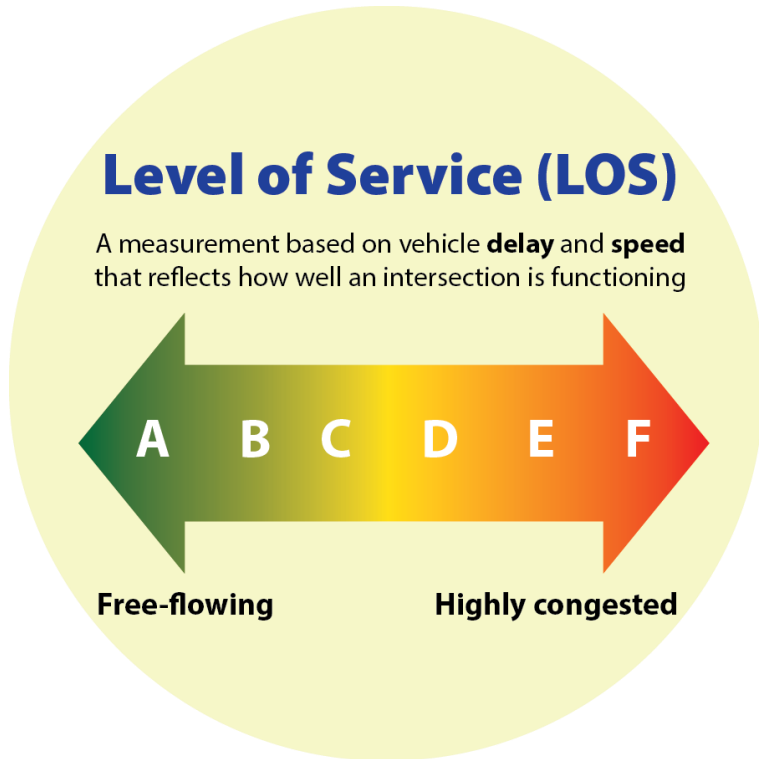 Level of Service (LOS)
A measurement based on vehicle delay and speed
that reflects how well an intersection is functioning
A B C D E F
Free-flowing Highly congested